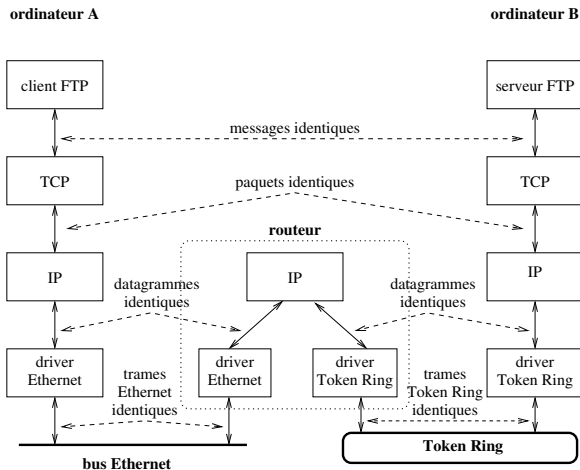 ordinateur A
ordinateur B
client FTP
serveur FTP
messages identiques
TCP
TCP
paquets identiques
routeur
IP
IP
IP
datagrammes
identiques
datagrammes
identiques
driver
Ethernet
driver
Ethernet
driver
Token Ring
driver
Token Ring
trames
Ethernet
identiques
trames
Token Ring
identiques
bus Ethernet
Token Ring